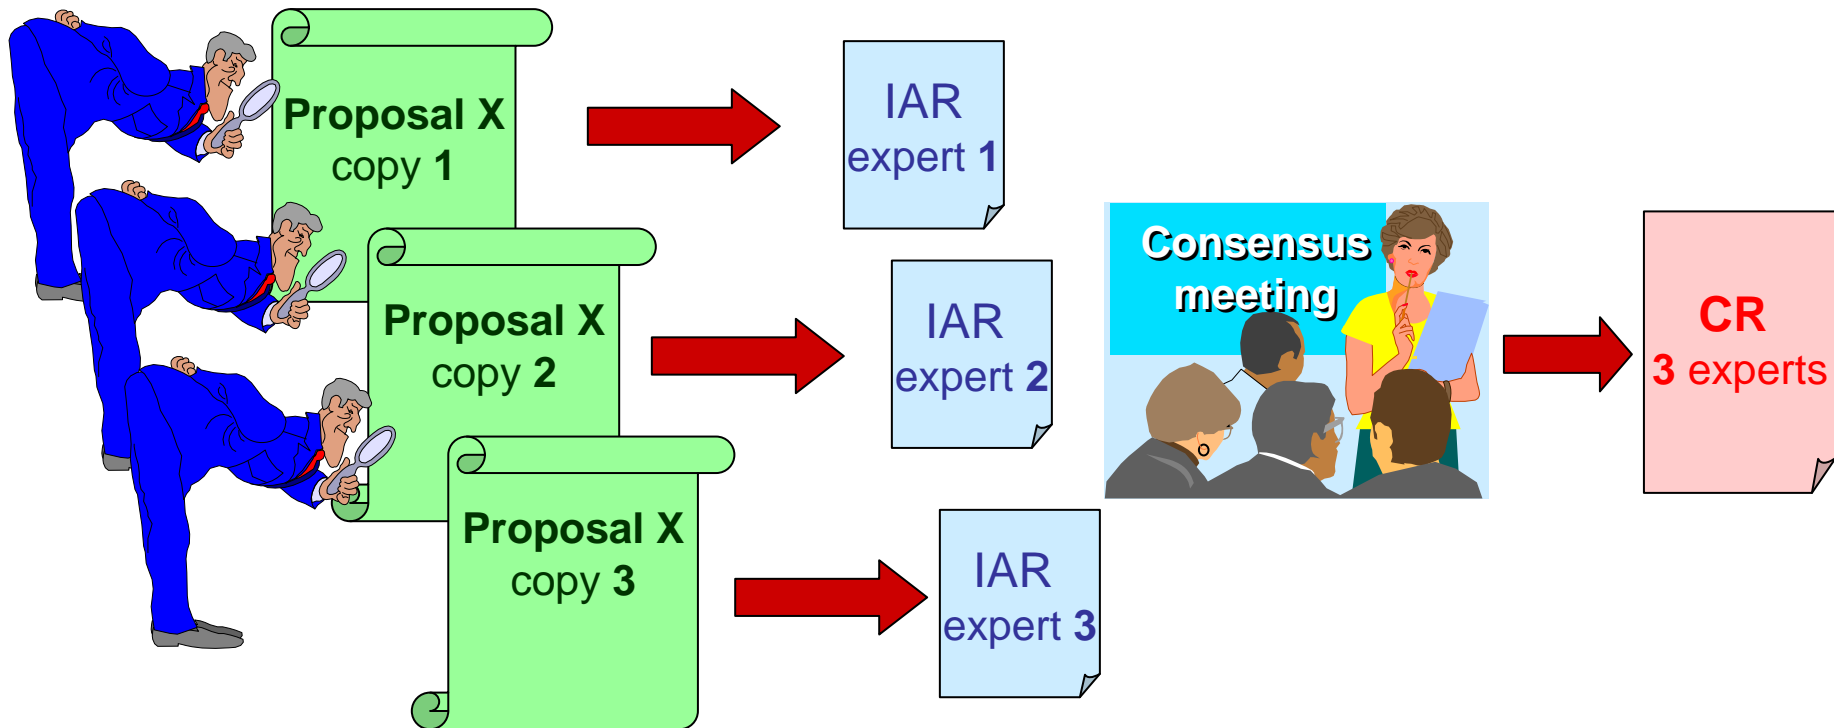 Proposal X
copy 1
IAR
expert 1
Proposal X
copy 2
IAR
expert 2
Proposal X
copy 3
IAR
expert 3
Consensus
meeting
CR
3 experts